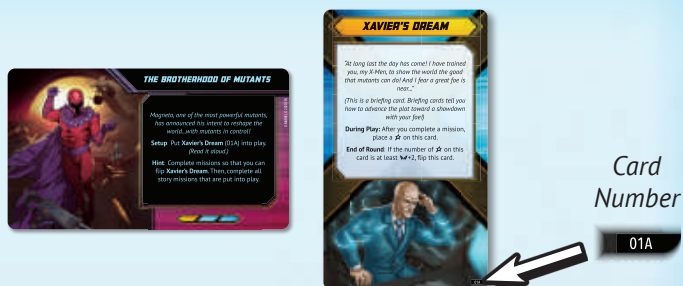 THE BROTHERHOOD OF MUTANTS
Magneto, one of the most powerful mutants,
has announced his intent to reshape the
world...with mutants in control!
Setup: Put Xavier's Dream (01A) into play.
(Read it aloud.)
Hint: Complete missions so that you can
flip Xavier's Dream. Then, complete all
story missions that are put into play.
XAVIER'S DREAM
"At long last the day has come! I have trained
you, my X-Men, to show the world the good
that mutants can do! And I fear a great foe is
near..."
(This is a briefing card. Briefing cards tell you
how to advance the plot toward a showdown
with your foe!)
During Play: After you complete a mission,
place a ☆ on this card.
End of Round: If the number of ☆ on this
card is at least +2, flip this card.
01A
Card
Number
01A